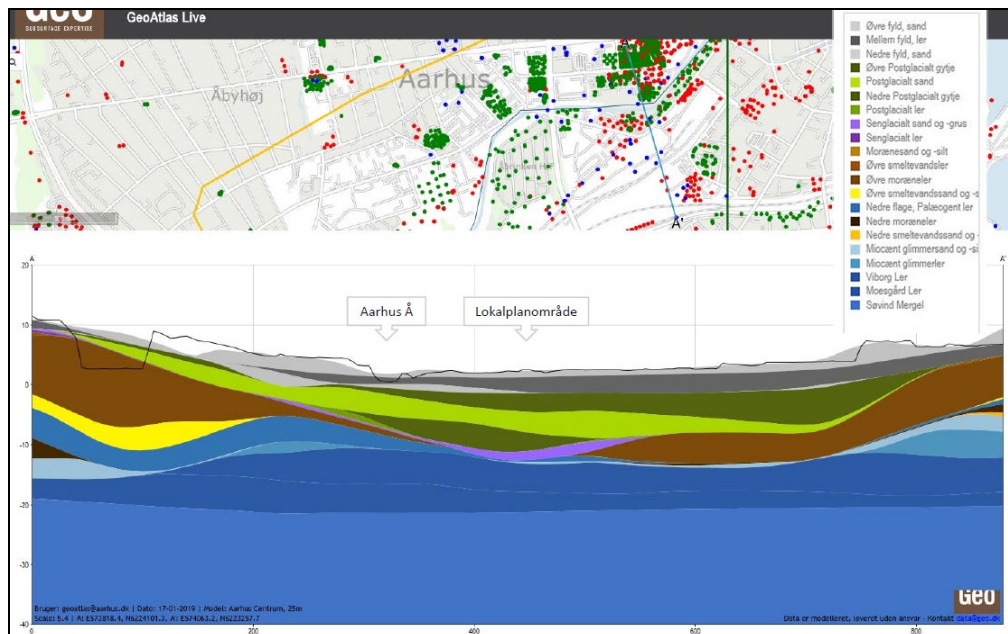 Geo
SUBSURFACE EXPERTISE
GeoAtlas Live
Åbyhøj
Aarhus
A'
Øvre fyld, sand
Mellem fyld, ler
Nedre fyld, sand
Øvre Postglacialt gytje
Postglacialt sand
Nedre Postglacialt gytje
Postglacialt ler
Senglacialt sand og -grus
Senglacialt ler
Morænesand og -silt
Øvre smeltevandsler
Øvre moræneler
Øvre smeltevandssand og -s
Nedre flage, Palæogent ler
Nedre moræneler
Nedre smeltevandssand og -
Miocænt glimmersand og -si
Miocænt glimmerler
Viborg Ler
Moesgård Ler
Søvind Mergel
A
A'
20
10
0
-10
-20
-30
-40
Aarhus Å
Lokalplanområde
Bruger: geoatlas@aarhus.dk | Dato: 17-01-2019 | Model: Aarhus Centrum, 25m
Scale: 5.4 | A: E573818.4, N6224101.3, A': E574063.2, N6223257.7
Geo
Data er modelleret, leveret uden ansvar - Kontakt data@geo.dk
0
200
400
600
800